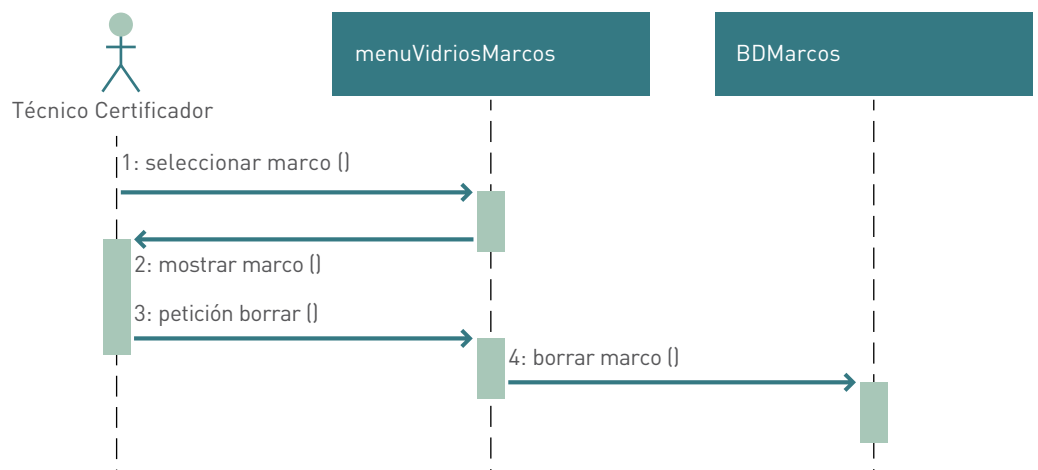 menuVidriosMarcos
BDMarcos
Técnico Certificador
1: seleccionar marco ()
2: mostrar marco ()
3: petición borrar ()
4: borrar marco ()